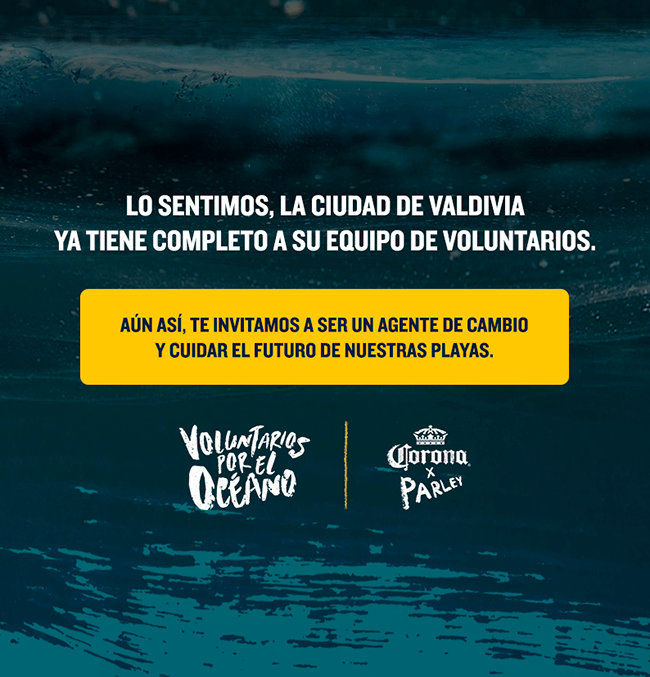 LO SENTIMOS, LA CIUDAD DE VALDIVIA
YA TIENE COMPLETO A SU EQUIPO DE VOLUNTARIOS.
AÚN ASÍ, TE INVITAMOS A SER UN AGENTE DE CAMBIO
Y CUIDAR EL FUTURO DE NUESTRAS PLAYAS.
VOLUNTARIOS
POR EL
OCÉANO
Corona
X
PARLEY